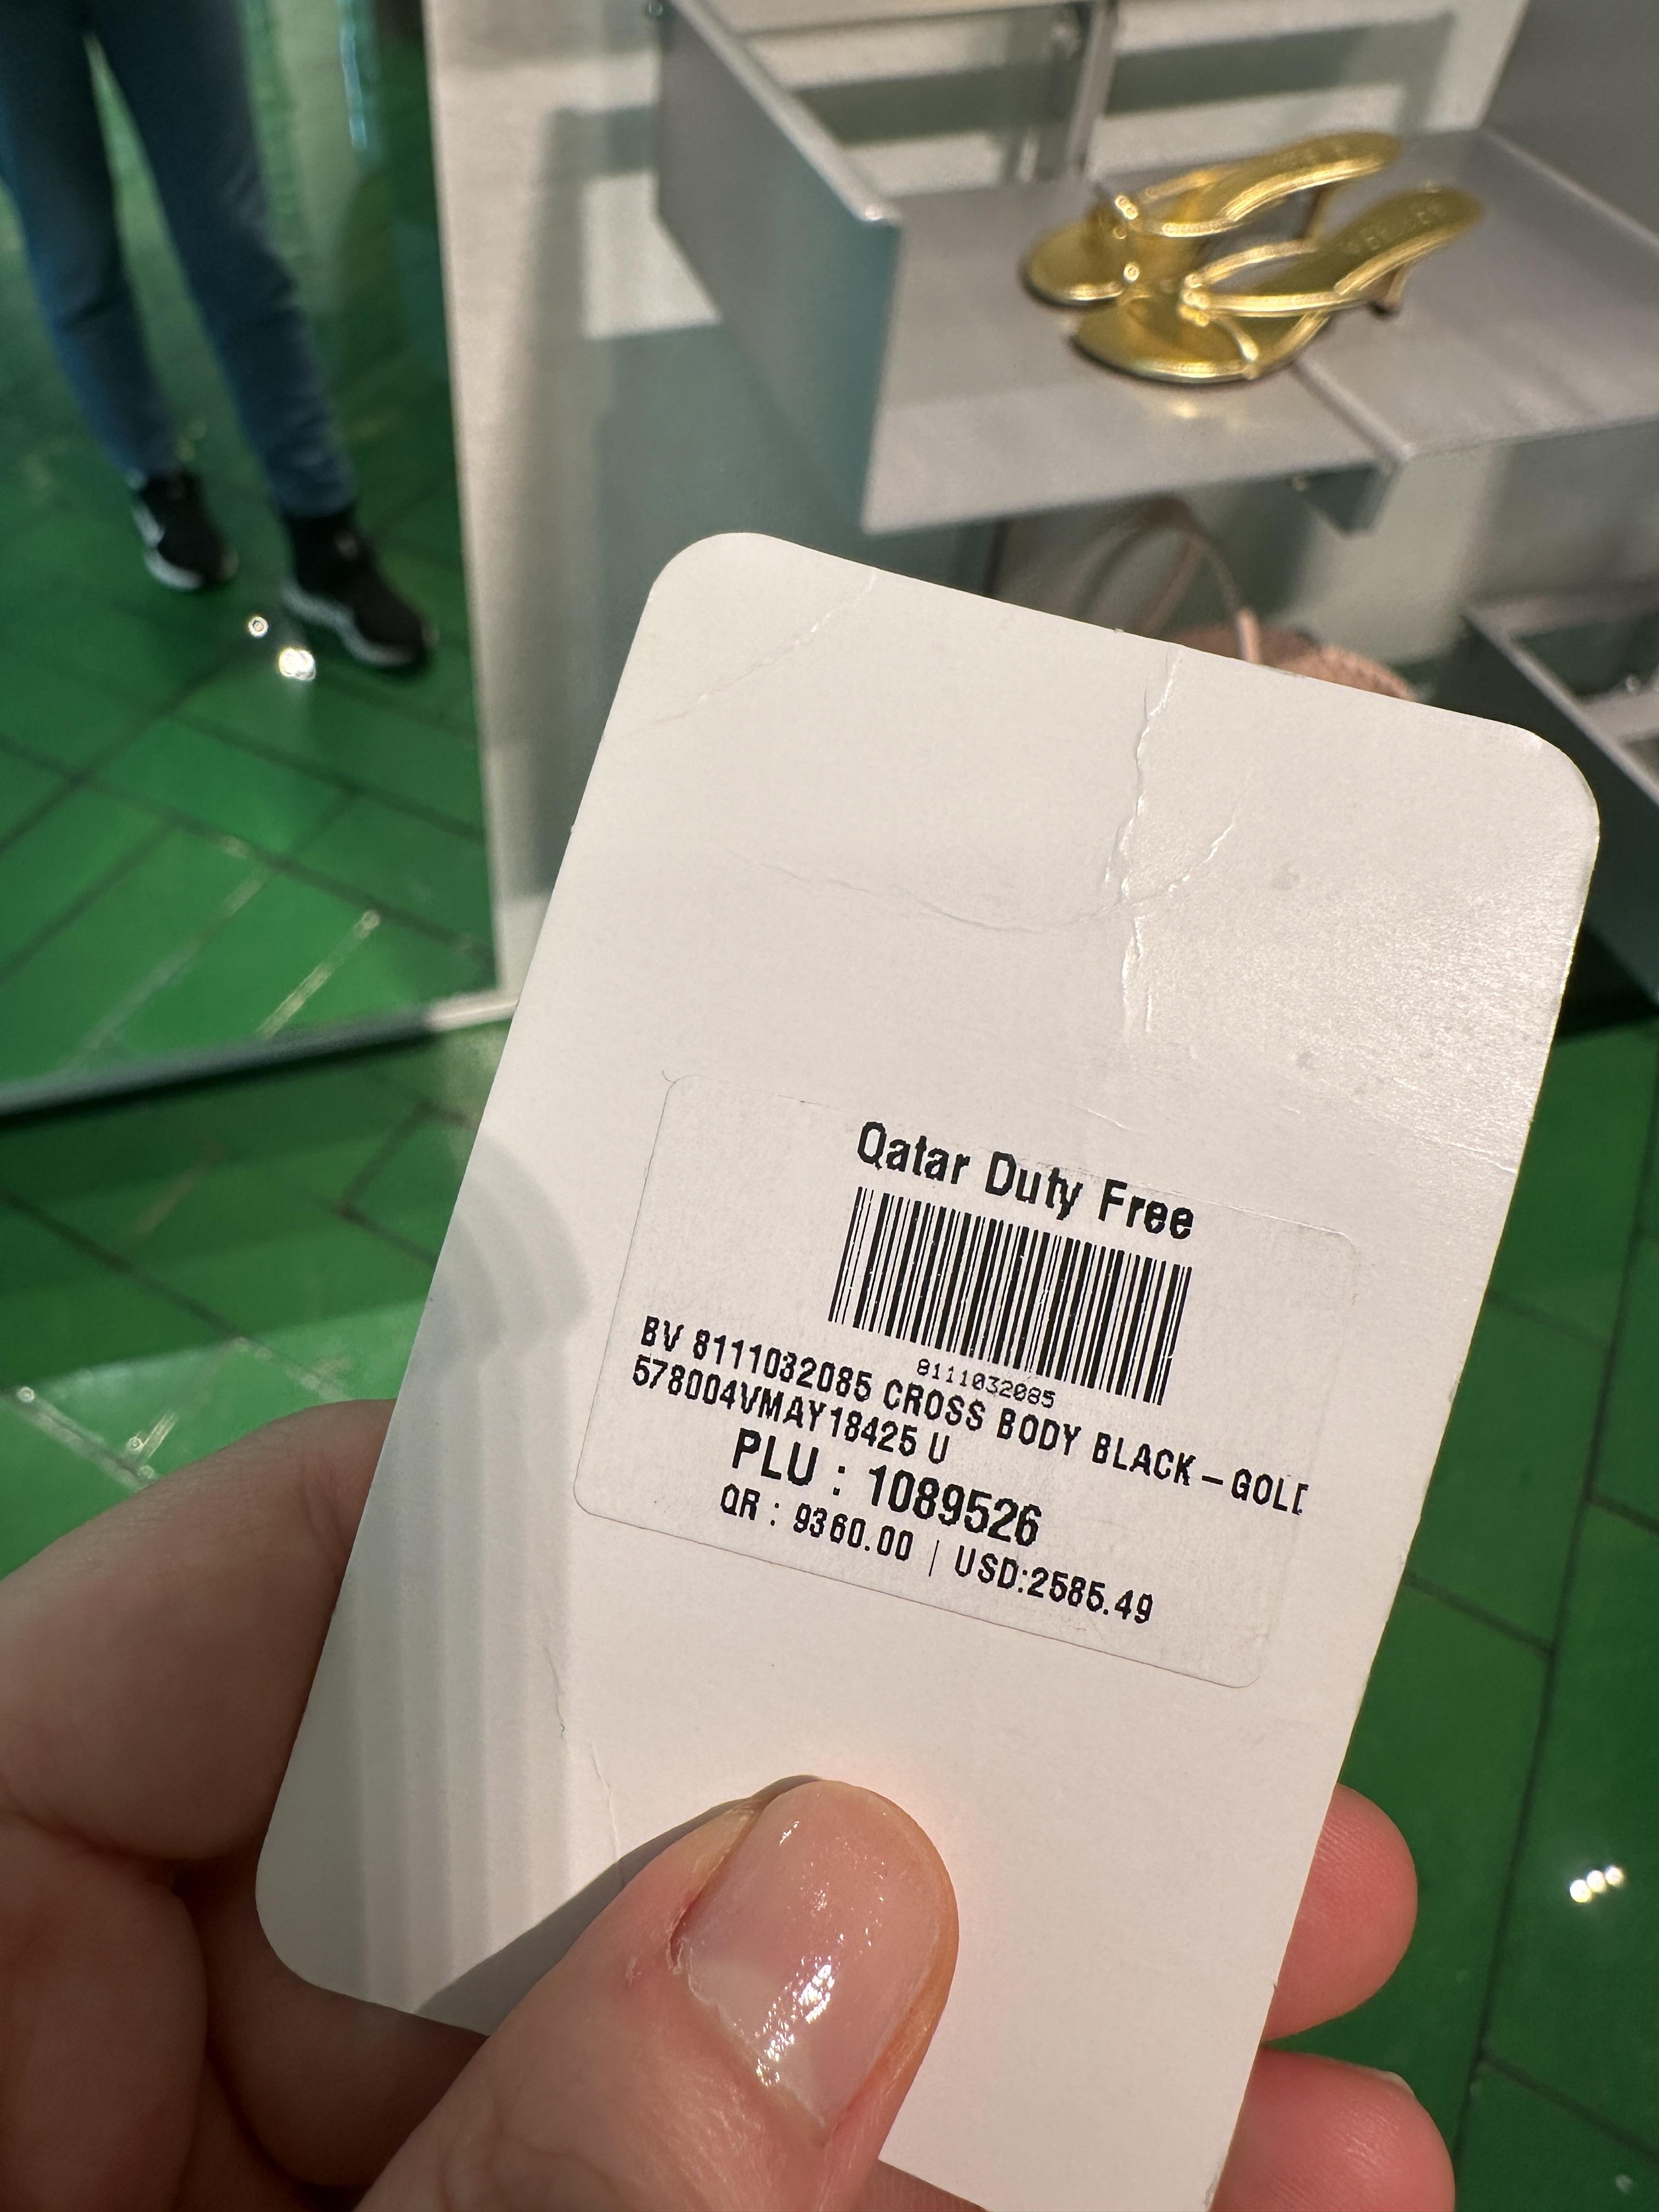 Qatar Duty Free
8111032085
BV 8111032085 CROSS BODY BLACK-GOLD
578004VMAY18425 U
PLU : 1089526
QR : 9360.00 | USD:2585.49